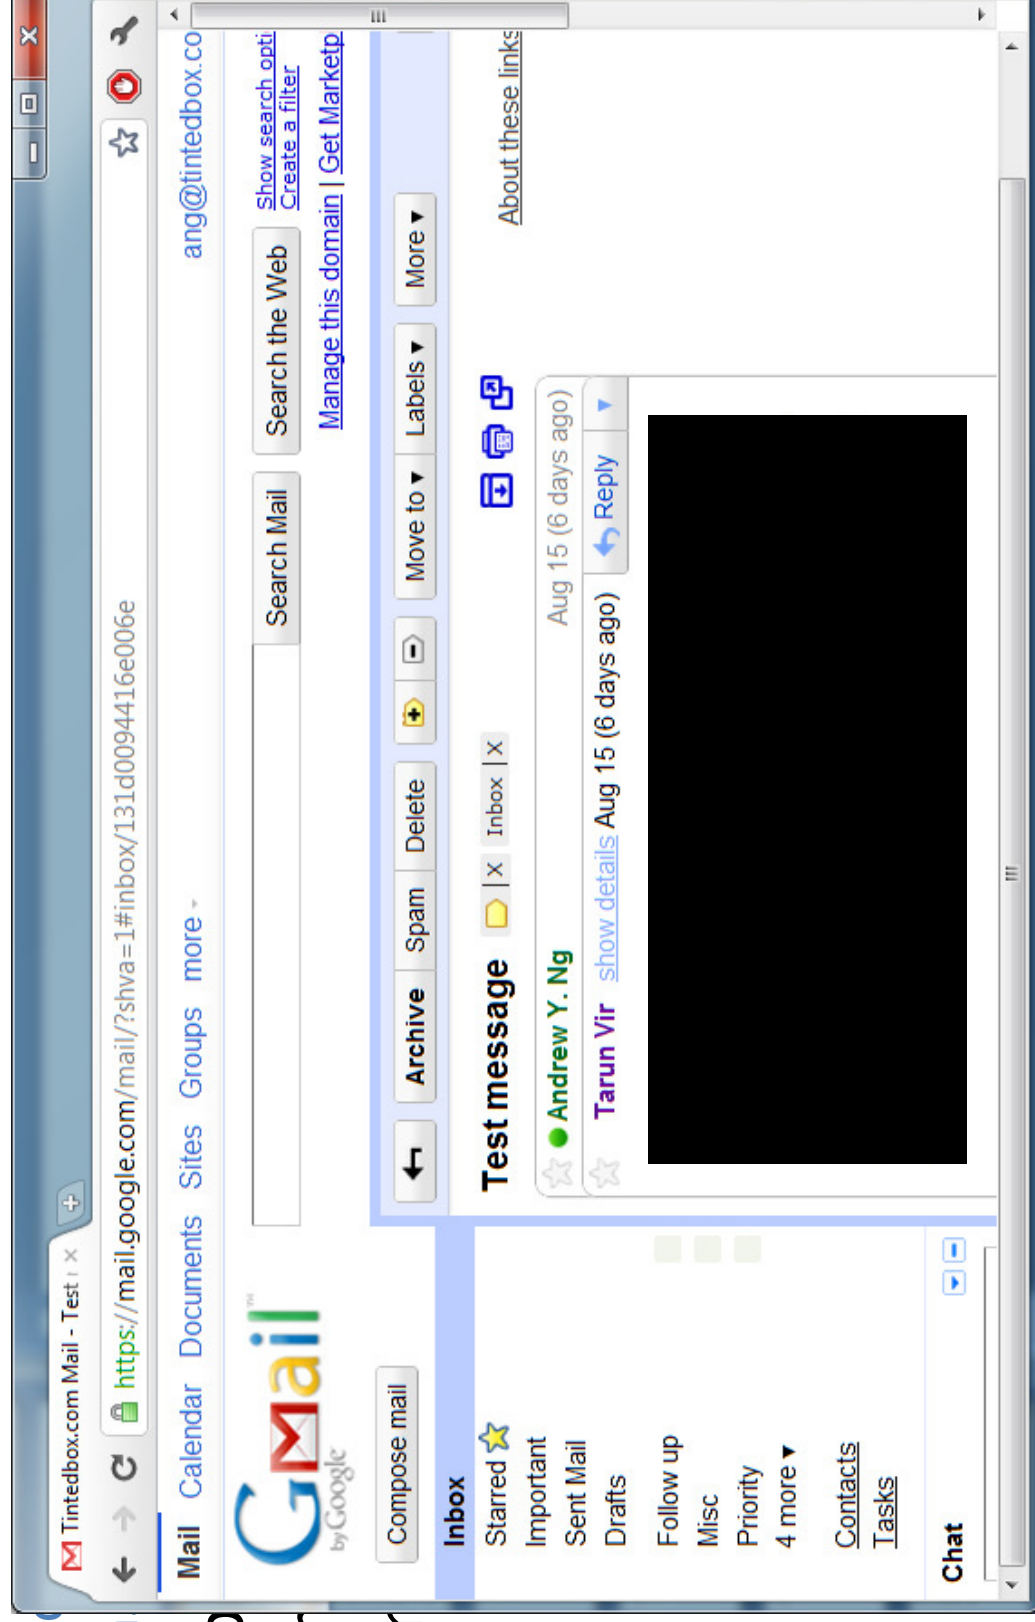 Tintedbox.com Mail - Test
https://mail.google.com/mail/?shva=1#inbox/131d0094416e006e
Mail Calendar Documents Sites Groups more
ang@tintedbox.co
Gmail
by Google
Search Mail
Search the Web
Show search opti
Create a filter
Manage this domain | Get Marketp
Compose mail
Archive Spam Delete Move to Labels More
Inbox
Starred
Important
Sent Mail
Drafts
Follow up
Misc
Priority
4 more
Contacts
Tasks
Chat
Test message | X Inbox | X
About these links
Andrew Y. Ng Aug 15 (6 days ago)
Tarun Vir show details Aug 15 (6 days ago) Reply